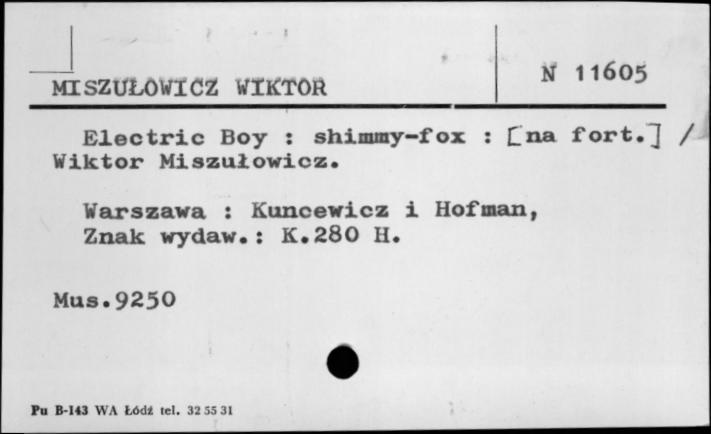 MISZUŁOWICZ WIKTOR
N 11605
Electric Boy : shimmy-fox : [na fort.] /
Wiktor Miszułowicz.
Warszawa : Kuncewicz i Hofman,
Znak wydaw.: K.280 H.
Mus.9250
Pu B-143 WA Łódź tel. 32 55 31